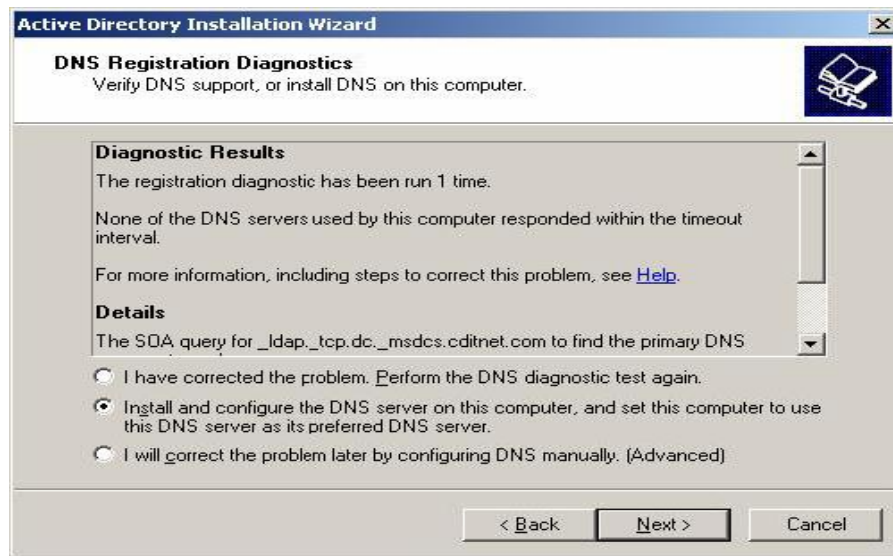 Active Directory Installation Wizard
DNS Registration Diagnostics
Verify DNS support, or install DNS on this computer.
Diagnostic Results
The registration diagnostic has been run 1 time.
None of the DNS servers used by this computer responded within the timeout
interval.
For more information, including steps to correct this problem, see Help.
Details
The SOA query for _ldap._tcp.dc._msdcs.cditnet.com to find the primary DNS
I have corrected the problem. Perform the DNS diagnostic test again.
Install and configure the DNS server on this computer, and set this computer to use
this DNS server as its preferred DNS server.
I will correct the problem later by configuring DNS manually. (Advanced)
< Back
Next >
Cancel